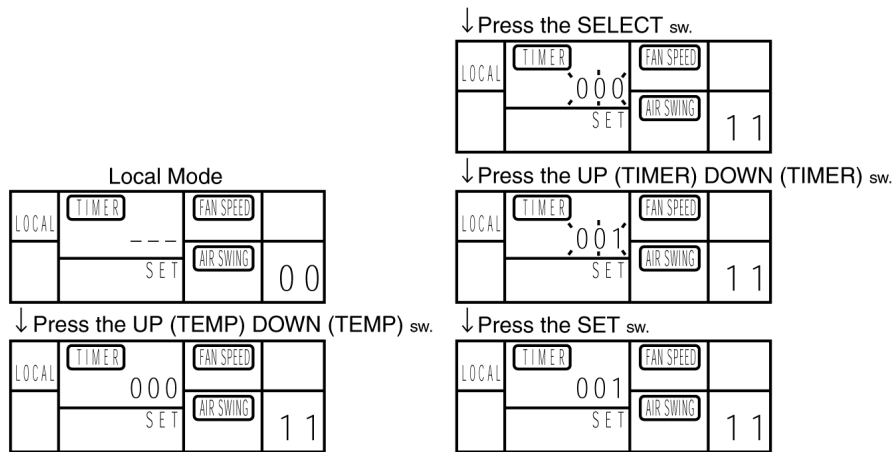 Local Mode
TIMER FAN SPEED
LOCAL
---
SET AIR SWING
00
↓Press the UP (TEMP) DOWN (TEMP) sw.
TIMER FAN SPEED
LOCAL
000
SET AIR SWING
11
↓Press the SELECT sw.
TIMER FAN SPEED
LOCAL
000
SET AIR SWING
11
↓Press the UP (TIMER) DOWN (TIMER) sw.
TIMER FAN SPEED
LOCAL
001
SET AIR SWING
11
↓Press the SET sw.
TIMER FAN SPEED
LOCAL
001
SET AIR SWING
11